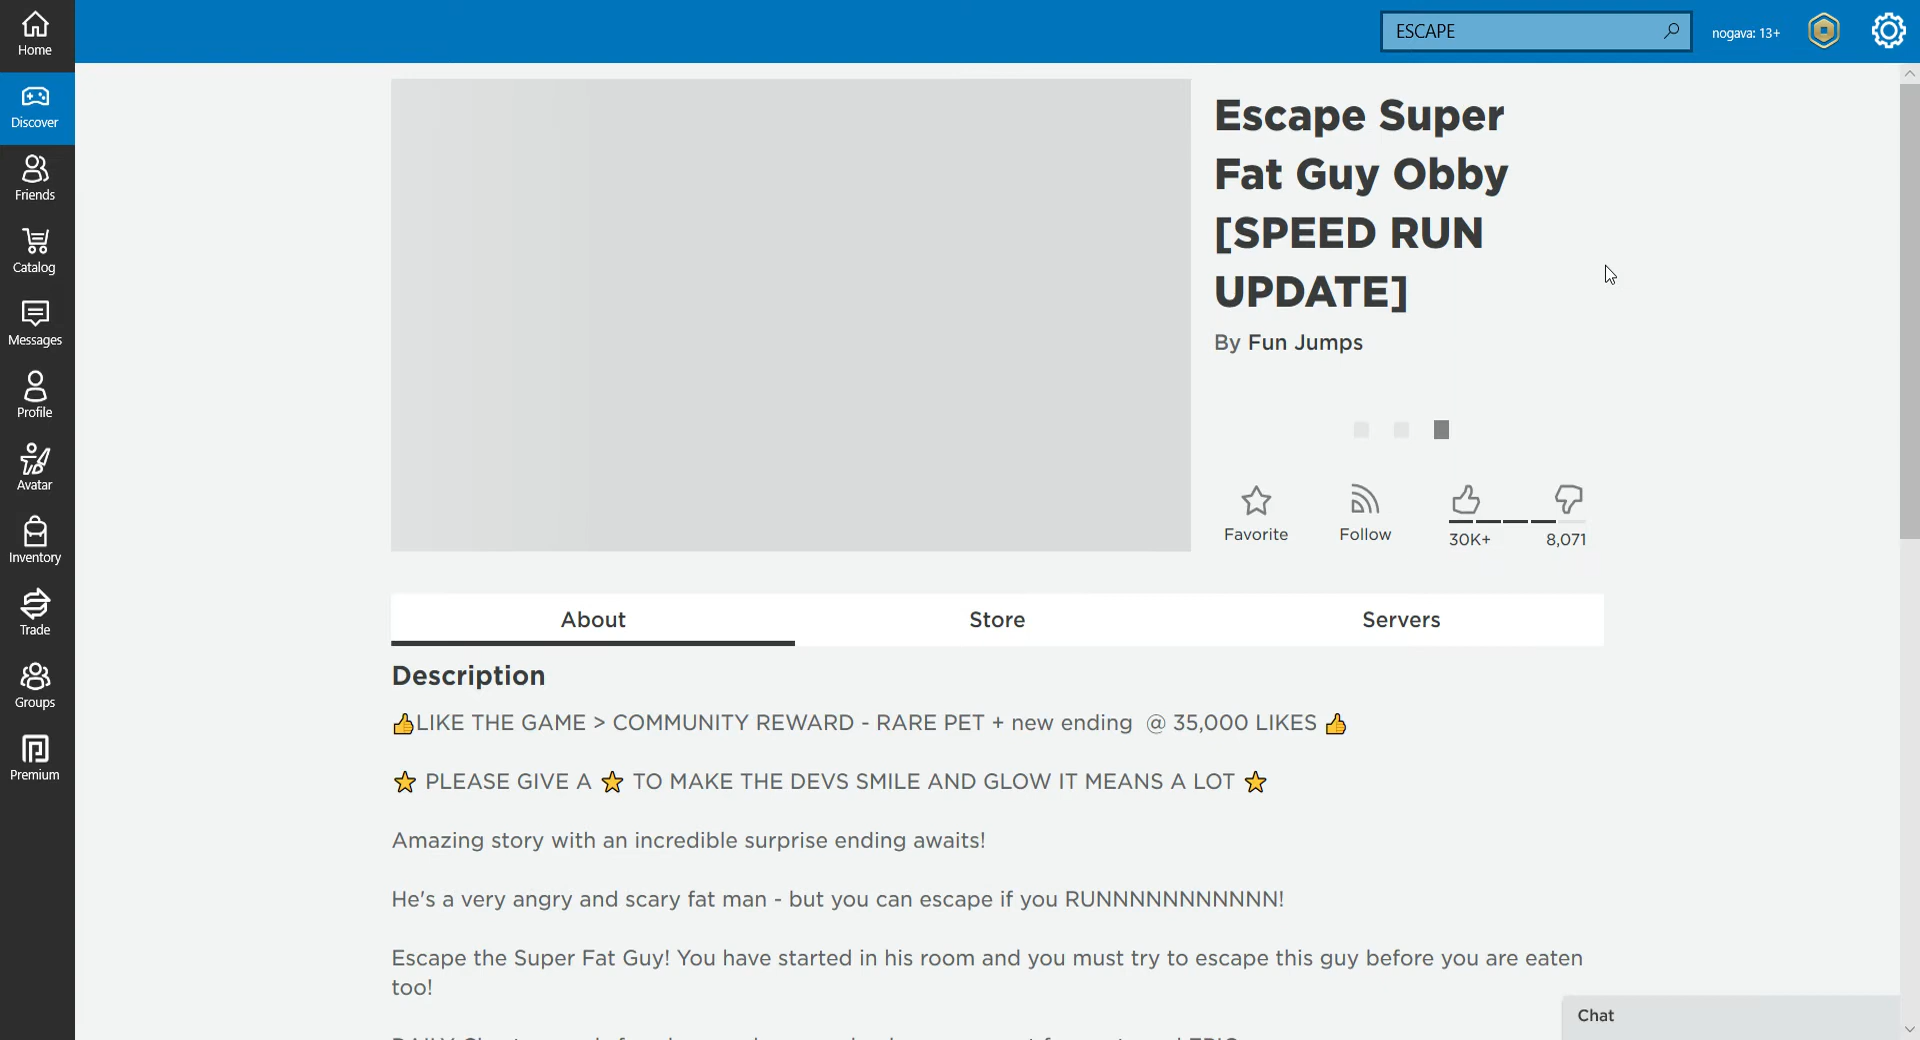 ESCAPE
nogava: 13+
Home
Discover
Friends
Catalog
Messages
Profile
Avatar
Inventory
Trade
Groups
Premium
Escape Super
Fat Guy Obby
[SPEED RUN
UPDATE]
By Fun Jumps
Favorite
Follow
30K+
8,071
About
Store
Servers
Description
👍LIKE THE GAME > COMMUNITY REWARD - RARE PET + new ending @ 35,000 LIKES 👍
⭐ PLEASE GIVE A ⭐ TO MAKE THE DEVS SMILE AND GLOW IT MEANS A LOT ⭐
Amazing story with an incredible surprise ending awaits!
He's a very angry and scary fat man - but you can escape if you RUNNNNNNNNNNN!
Escape the Super Fat Guy! You have started in his room and you must try to escape this guy before you are eaten
too!
Chat